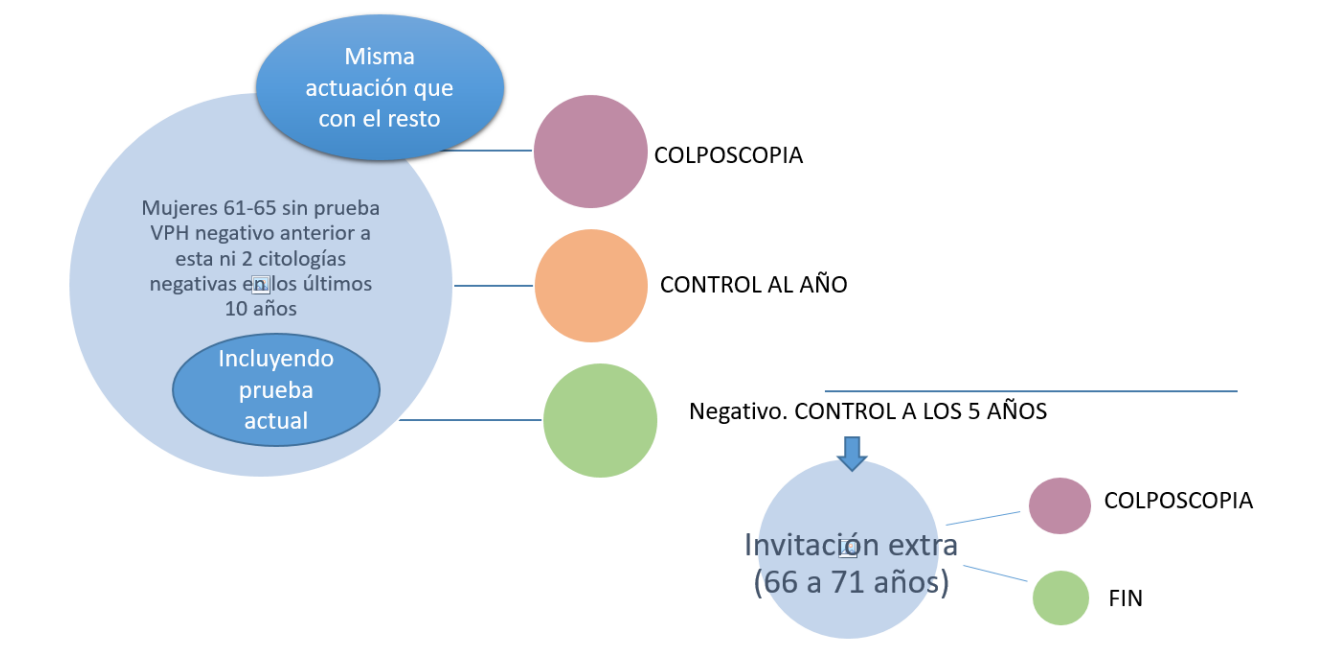 Misma
actuación que
con el resto
COLPOSCOPIA
Mujeres 61-65 sin prueba
VPH negativo anterior a
esta ni 2 citologías
negativas en los últimos
10 años
CONTROL AL AÑO
Incluyendo
prueba
actual
Negativo. CONTROL A LOS 5 AÑOS
COLPOSCOPIA
Invitación extra
(66 a 71 años)
FIN